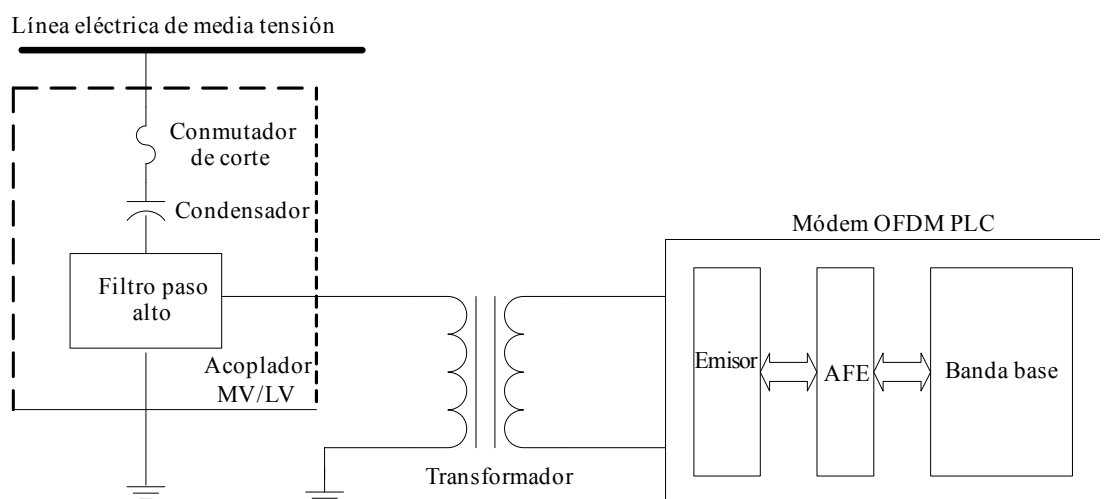 Línea eléctrica de media tensión
Conmutador
de corte
Condensador
Filtro paso
alto
Acoplador
MV/LV
Transformador
Módem OFDM PLC
Emisor
AFE
Banda base